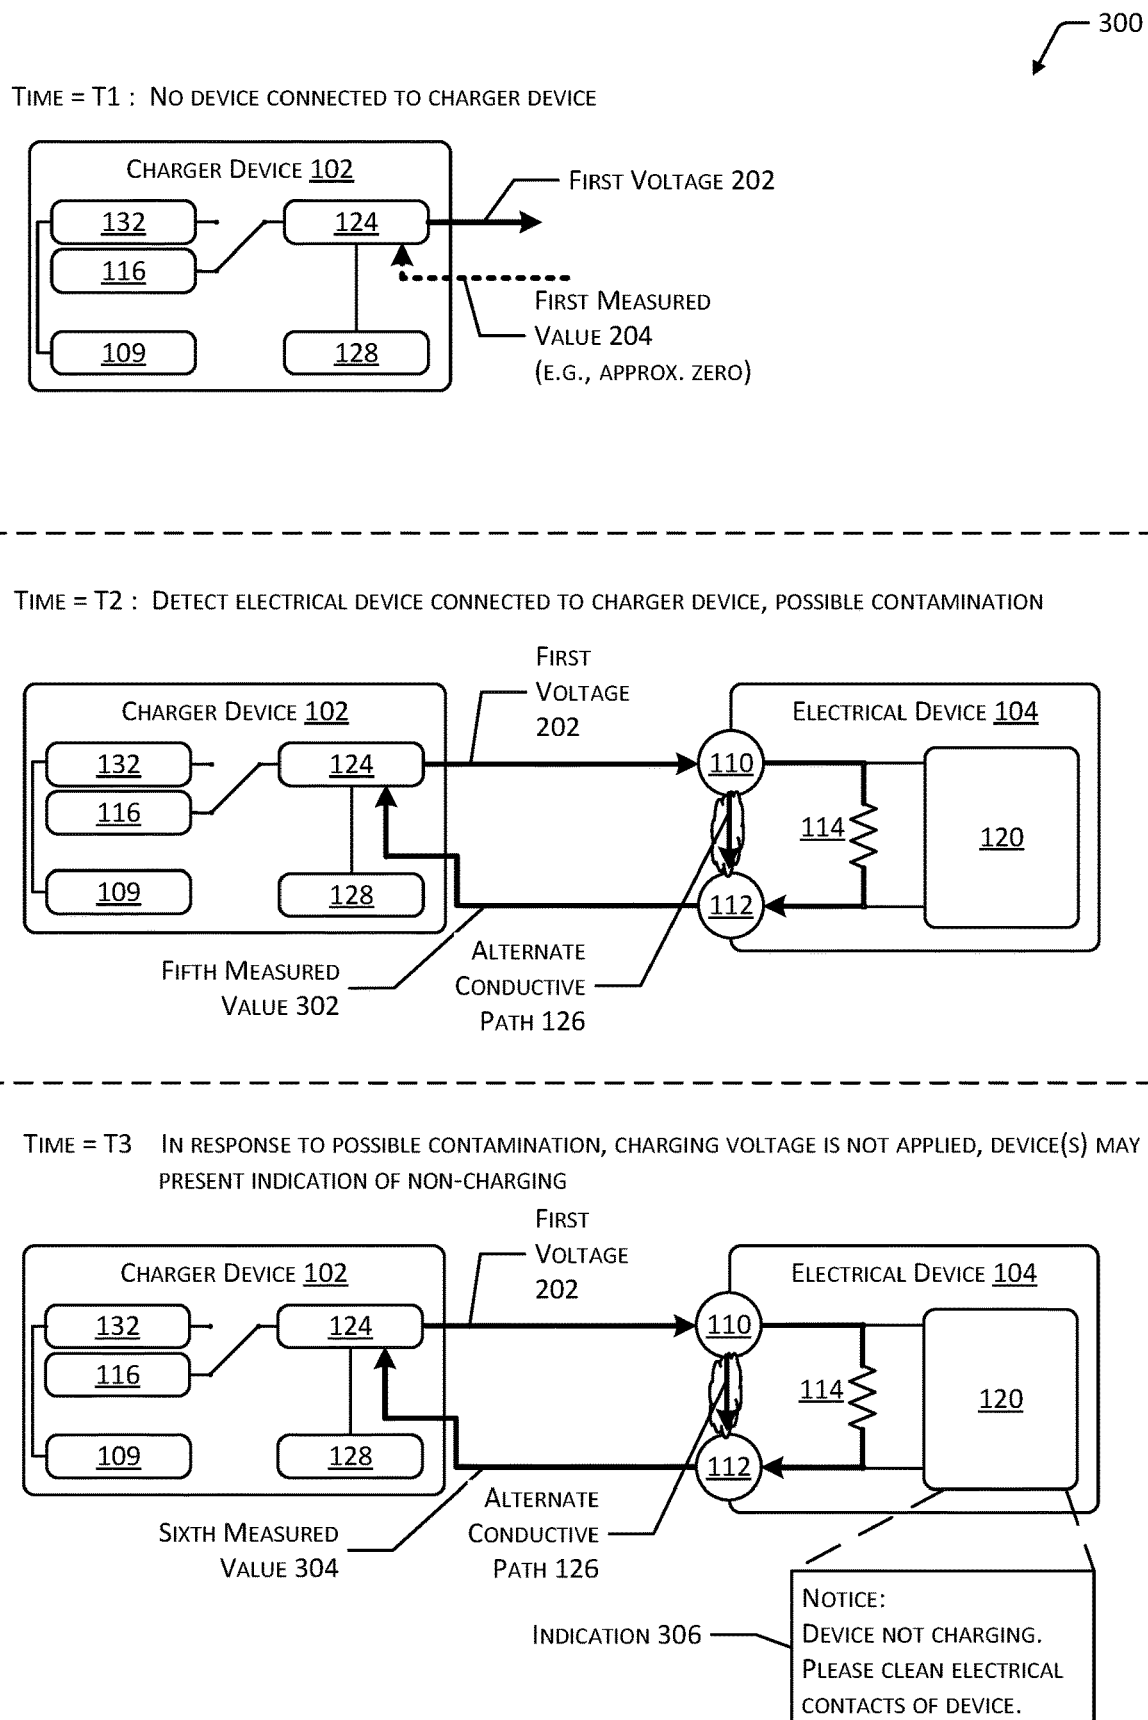 300
TIME = T1 : NO DEVICE CONNECTED TO CHARGER DEVICE
CHARGER DEVICE 102
132
124
116
109
128
FIRST VOLTAGE 202
FIRST MEASURED
VALUE 204
(E.G., APPROX. ZERO)
TIME = T2 : DETECT ELECTRICAL DEVICE CONNECTED TO CHARGER DEVICE, POSSIBLE CONTAMINATION
CHARGER DEVICE 102
132
124
116
109
128
FIRST
VOLTAGE
202
ELECTRICAL DEVICE 104
110
114
120
112
FIFTH MEASURED
VALUE 302
ALTERNATE
CONDUCTIVE
PATH 126
TIME = T3 IN RESPONSE TO POSSIBLE CONTAMINATION, CHARGING VOLTAGE IS NOT APPLIED, DEVICE(S) MAY
PRESENT INDICATION OF NON-CHARGING
CHARGER DEVICE 102
132
124
116
109
128
FIRST
VOLTAGE
202
ELECTRICAL DEVICE 104
110
114
120
112
SIXTH MEASURED
VALUE 304
ALTERNATE
CONDUCTIVE
PATH 126
INDICATION 306
NOTICE:
DEVICE NOT CHARGING.
PLEASE CLEAN ELECTRICAL
CONTACTS OF DEVICE.